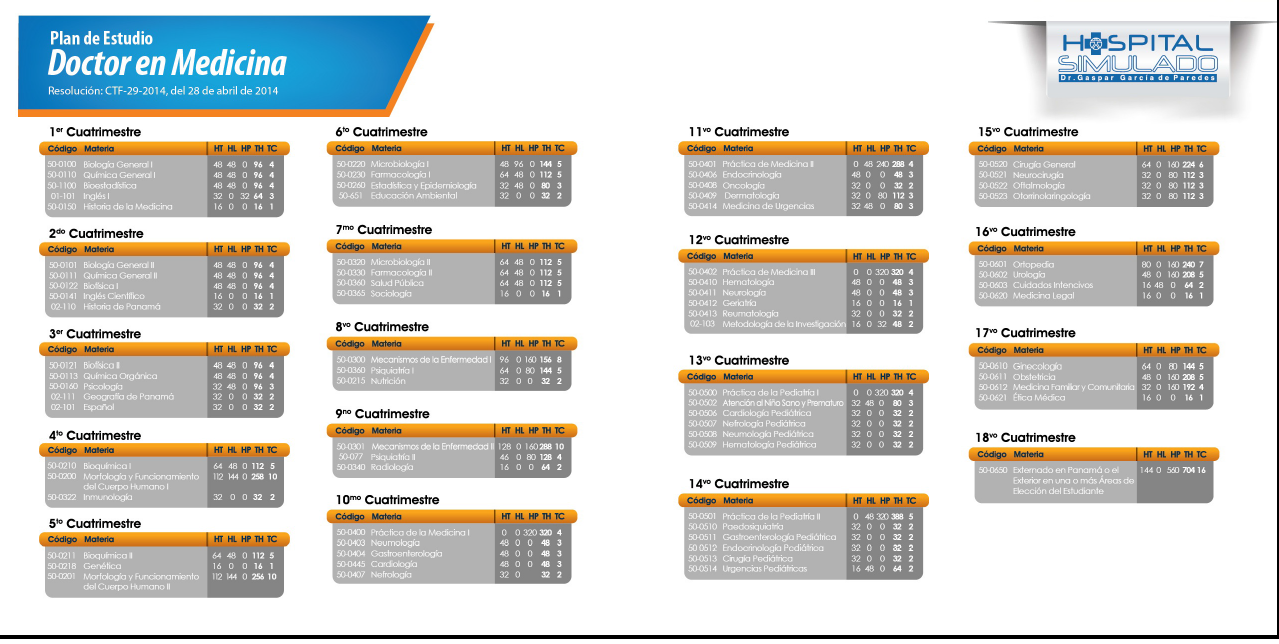 Plan de Estudio
Doctor en Medicina
Resolución: CTF-29-2014, del 28 de abril de 2014
HOSPITAL
20
SIMULADO
Dr. Gaspar García de Paredes
1er Cuatrimestre
Código Materia HT HL HP TH TC
50-0100 Biología General I 48 48 0 96 4
50-0110 Química General I 48 48 0 96 4
50-1100 Bioestadística 48 48 0 96 4
01-101 Inglés I 32 0 32 64 3
50-0150 Historia de la Medicina 16 0 0 16 1
2do Cuatrimestre
Código Materia HT HL HP TH TC
50-0101 Biología General II 48 48 0 96 4
50-0111 Química General II 48 48 0 96 4
50-0122 Biofísica I 48 48 0 96 4
50-0141 Inglés Científico 16 0 0 16 1
02-110 Historia de Panamá 32 0 0 32 2
3er Cuatrimestre
Código Materia HT HL HP TH TC
50-0121 Biofísica II 48 48 0 96 4
50-0113 Química Orgánica 48 48 0 96 4
50-0160 Psicología 32 48 0 96 3
02-111 Geografía de Panamá 32 0 0 32 2
02-101 Español 32 0 0 32 2
4to Cuatrimestre
Código Materia HT HL HP TH TC
50-0210 Bioquímica I 64 48 0 112 5
50-0200 Morfología y Funcionamiento 112 144 0 258 10
del Cuerpo Humano I
50-0322 Inmunología 32 0 0 32 2
5to Cuatrimestre
Código Materia HT HL HP TH TC
50-0211 Bioquímica II 64 48 0 112 5
50-0218 Genética 16 0 0 16 1
50-0201 Morfología y Funcionamiento 112 144 0 256 10
del Cuerpo Humano II
6to Cuatrimestre
Código Materia HT HL HP TH TC
50-0220 Microbiología I 48 96 0 144 5
50-0230 Farmacología I 64 48 0 112 5
50-0260 Estadística y Epidemiología 32 48 0 80 3
50-651 Educación Ambiental 32 0 0 32 2
7mo Cuatrimestre
Código Materia HT HL HP TH TC
50-0320 Microbiología II 64 48 0 112 5
50-0330 Farmacología II 64 48 0 112 5
50-0360 Salud Pública 64 48 0 112 5
50-0365 Sociología 16 0 0 16 1
8vo Cuatrimestre
Código Materia HT HL HP TH TC
50-0300 Mecanismos de la Enfermedad I 96 0 160 156 8
50-0360 Psiquiatría I 64 0 80 144 5
50-0215 Nutrición 32 0 0 32 2
9no Cuatrimestre
Código Materia HT HL HP TH TC
50-0301 Mecanismos de la Enfermedad II 128 0 160 288 10
50-077 Psiquiatría II 46 0 80 128 4
50-0340 Radiología 16 0 0 64 2
10mo Cuatrimestre
Código Materia HT HL HP TH TC
50-0400 Práctica de la Medicina I 0 0 320 320 4
50-0403 Neumología 48 0 0 48 3
50-0404 Gastroenterología 48 0 0 48 3
50-0445 Cardiología 48 0 0 48 3
50-0407 Nefrología 32 0 32 2
11vo Cuatrimestre
Código Materia HT HL HP TH TC
50-0401 Práctica de Medicina II 0 48 240 288 4
50-0406 Endocrinología 48 0 0 48 3
50-0408 Oncología 32 0 0 32 2
50-0409 Dermatología 32 0 80 112 3
50-0414 Medicina de Urgencias 32 48 0 80 3
12vo Cuatrimestre
Código Materia HT HL HP TH TC
50-0402 Práctica de Medicina III 0 0 320 320 4
50-0410 Hematología 48 0 0 48 3
50-0411 Neurología 48 0 0 48 3
50-0412 Geriatría 16 0 0 16 1
50-0413 Reumatología 32 0 0 32 2
02-103 Metodología de la Investigación 16 0 32 48 2
13vo Cuatrimestre
Código Materia HT HL HP TH TC
50-0500 Práctica de la Pediatría I 0 0 320 320 4
50-0502 Atención al Niño Sano y Prematuro 32 48 0 80 3
50-0506 Cardiología Pediátrica 32 0 0 32 2
50-0507 Nefrología Pediátrica 32 0 0 32 2
50-0508 Neumología Pediátrica 32 0 0 32 2
50-0509 Hematología Pediátrica 32 0 0 32 2
14vo Cuatrimestre
Código Materia HT HL HP TH TC
50-0501 Práctica de la Pediatría II 0 48 320 388 5
50-0510 Paedosiquiatría 32 0 0 32 2
50-0511 Gastroenterología Pediátrica 32 0 0 32 2
50 0512 Endocrinología Pediátrica 32 0 0 32 2
50-0513 Cirugía Pediátrica 32 0 0 32 2
50-0514 Urgencias Pediátricas 16 48 0 64 2
15vo Cuatrimestre
Código Materia HT HL HP TH TC
50-0520 Cirugía General 64 0 160 224 6
50-0521 Neurocirugía 32 0 80 112 3
50-0522 Oftalmología 32 0 80 112 3
50-0523 Otorrinolaringología 32 0 80 112 3
16vo Cuatrimestre
Código Materia HT HL HP TH TC
50-0601 Ortopedia 80 0 160 240 7
50-0602 Urología 48 0 160 208 5
50-0603 Cuidados Intensivos 16 48 0 64 2
50-0620 Medicina Legal 16 0 0 16 1
17vo Cuatrimestre
Código Materia HT HL HP TH TC
50-0610 Ginecología 64 0 80 144 5
50-0611 Obstetricia 48 0 160 208 5
50-0612 Medicina Familiar y Comunitaria 32 0 160 192 4
50-0621 Ética Médica 16 0 0 16 1
18vo Cuatrimestre
Código Materia HT HL HP TH TC
50-0650 Externado en Panamá o el 144 0 560 704 16
Exterior en una o más Áreas de
Elección del Estudiante